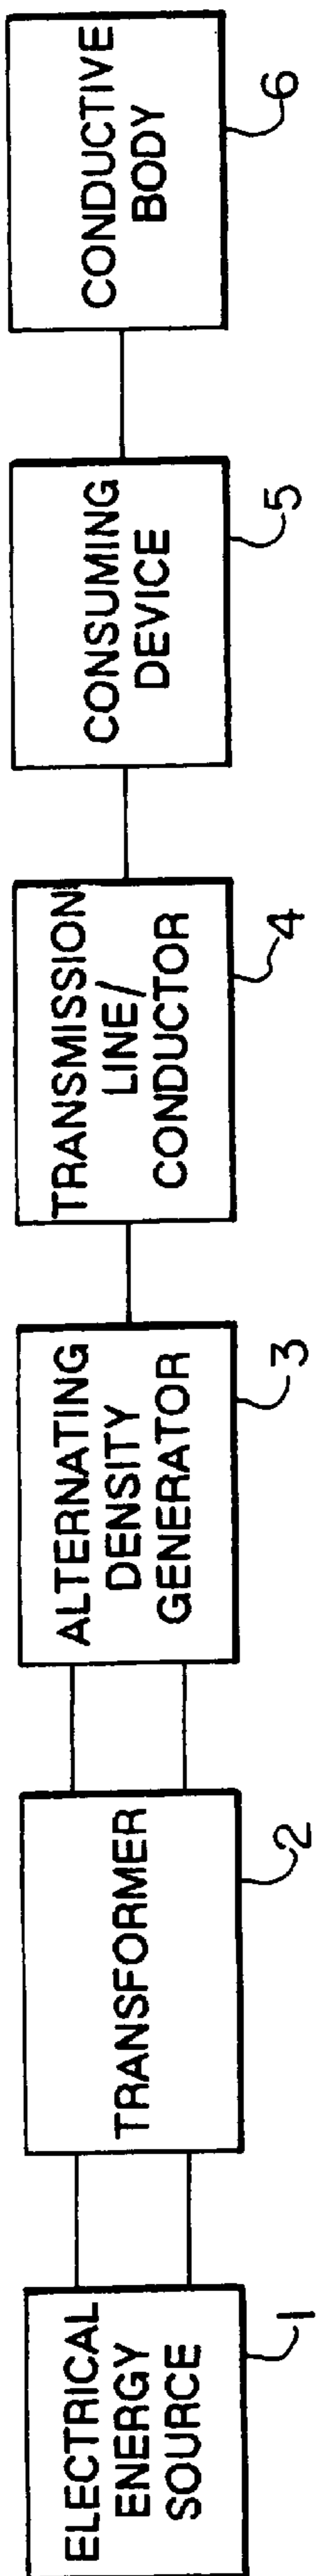 ELECTRICAL
ENERGY
SOURCE
1
TRANSFORMER
2
ALTERNATING
DENSITY
GENERATOR
3
TRANSMISSION
LINE/
CONDUCTOR
4
CONSUMING
DEVICE
5
CONDUCTIVE
BODY
6